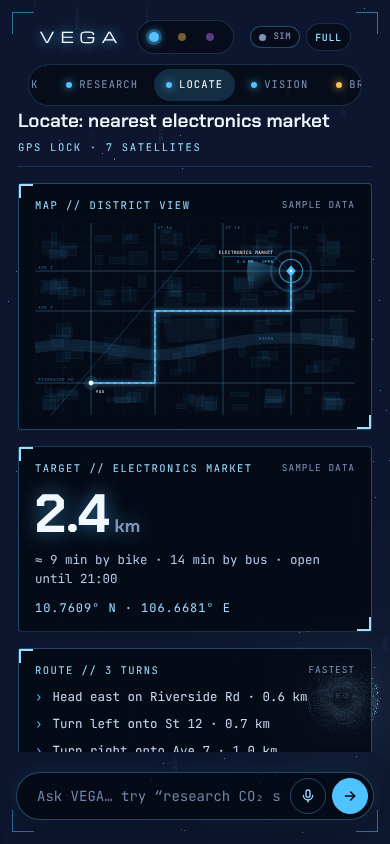 VEGA
SIM
FULL
K
RESEARCH
LOCATE
VISION
BR
Locate: nearest electronics market
GPS LOCK · 7 SATELLITES
MAP // DISTRICT VIEW
SAMPLE DATA
ELECTRONICS MARKET
AVE 7
RIVERSIDE RD
YOU
TARGET // ELECTRONICS MARKET
SAMPLE DATA
2.4 km
≈ 9 min by bike · 14 min by bus · open
until 21:00
10.7609° N · 106.6681° E
ROUTE // 3 TURNS
FASTEST
› Head east on Riverside Rd · 0.6 km
› Turn left onto St 12 · 0.7 km
› Turn right onto Ave 7 · 1.0 km
Ask VEGA… try “research CO₂ s